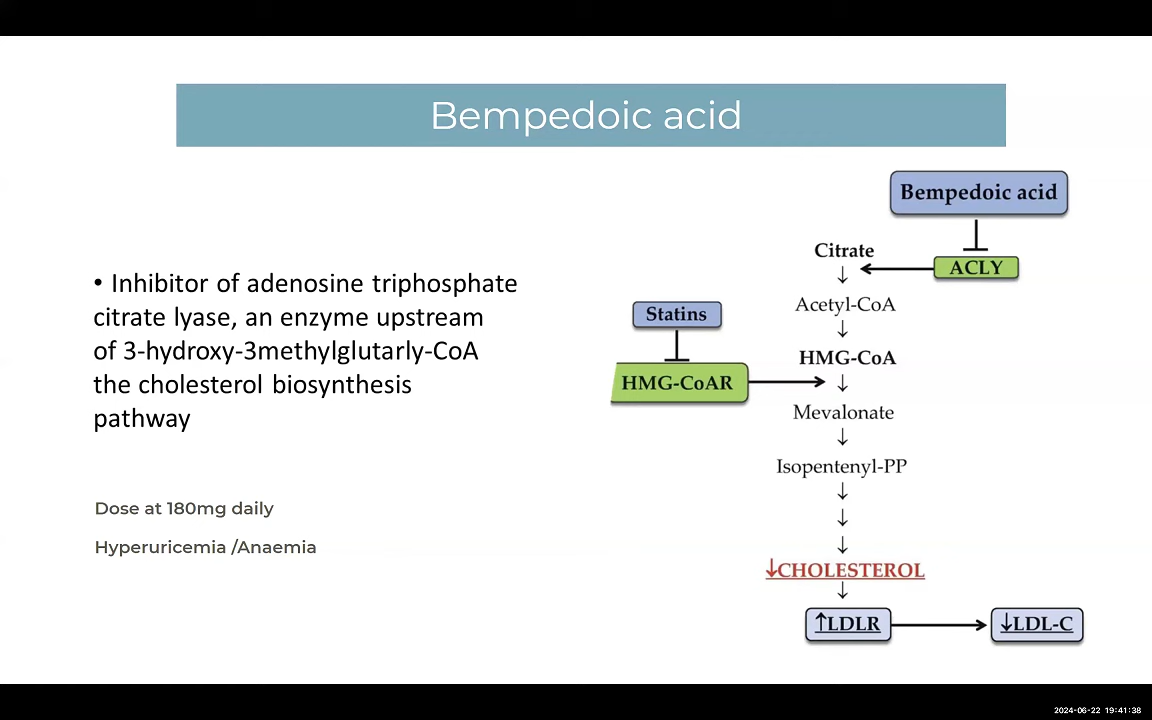 Bempedoic acid
• Inhibitor of adenosine triphosphate
citrate lyase, an enzyme upstream
of 3-hydroxy-3methylglutarly-CoA
the cholesterol biosynthesis
pathway
Dose at 180mg daily
Hyperuricemia /Anaemia
Bempedoic acid
Citrate
ACLY
Acetyl-CoA
Statins
HMG-CoA
HMG-CoAR
Mevalonate
Isopentenyl-PP
↓CHOLESTEROL
↑LDLR
↓LDL-C
2024-06-22 19:41:38